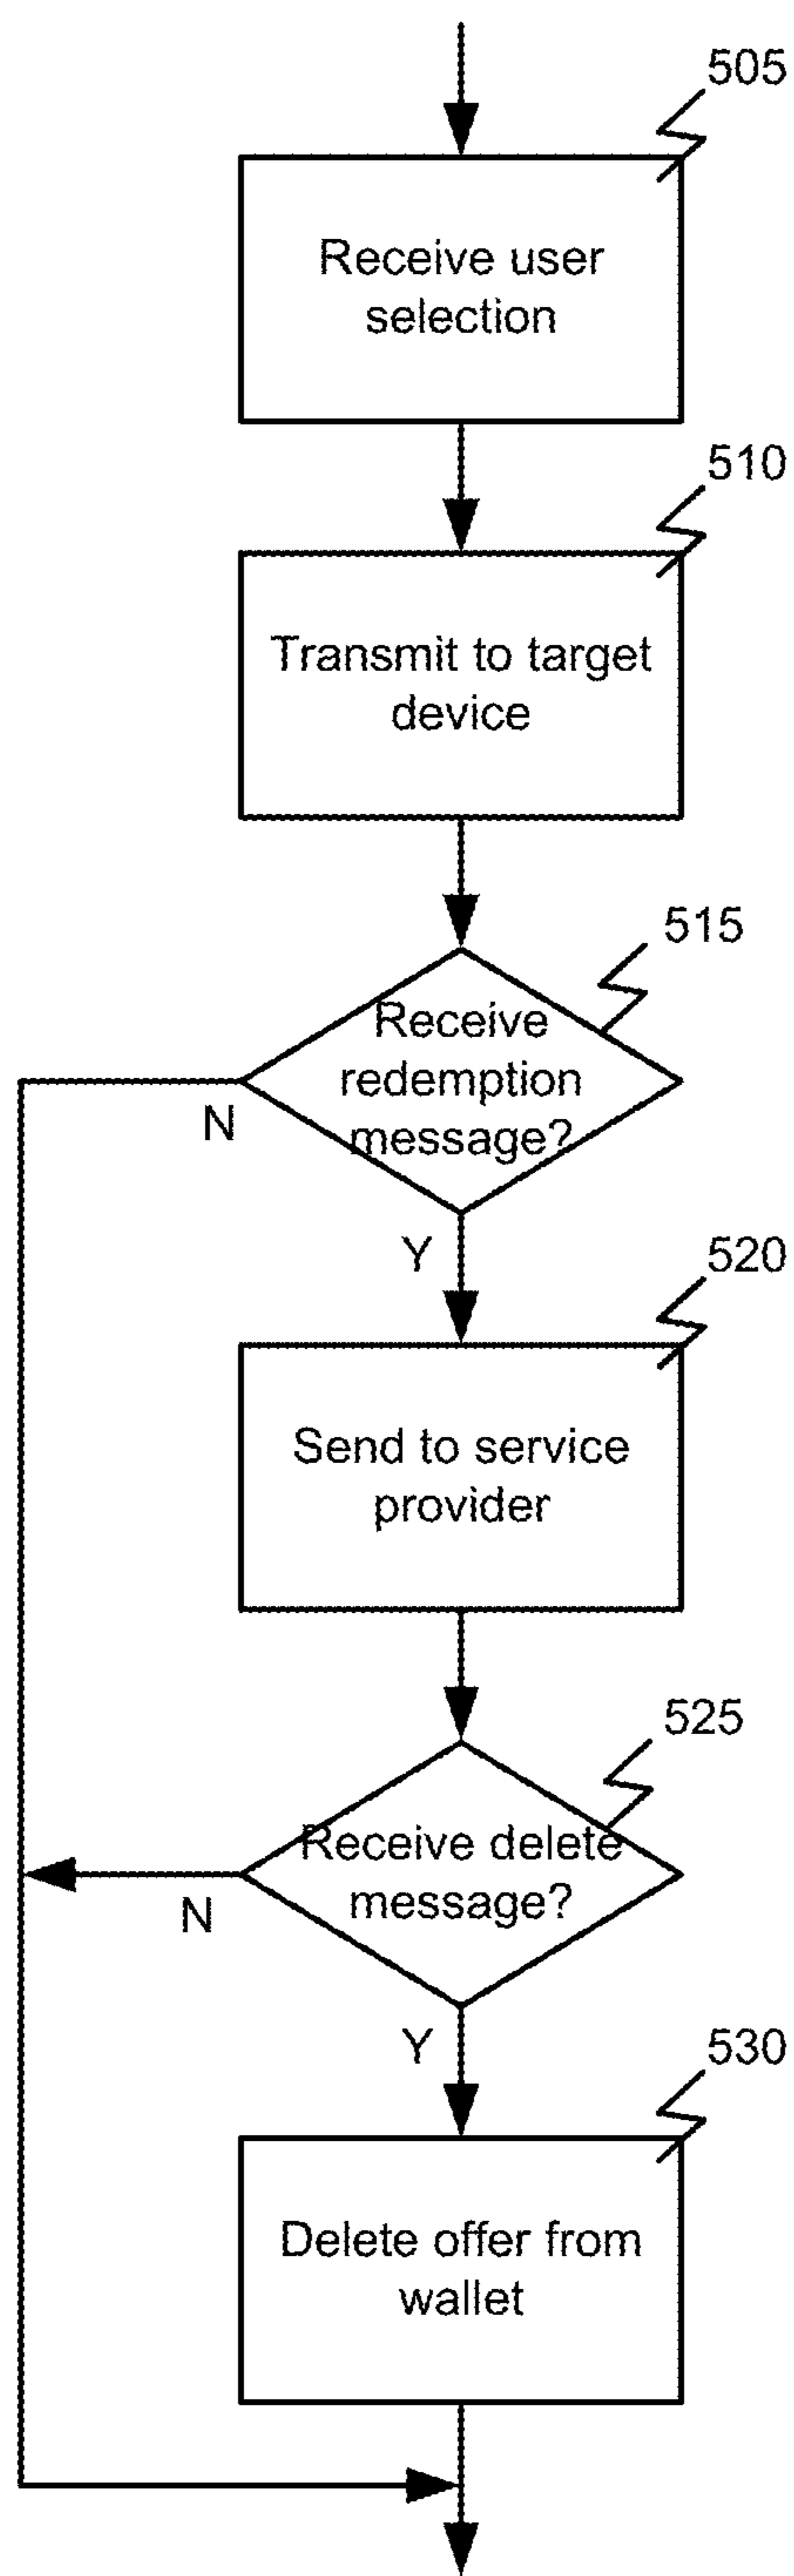 505
Receive user
selection
510
Transmit to target
device
515
Receive
redemption
message?
N
Y
520
Send to service
provider
525
Receive delete
message?
N
Y
530
Delete offer from
wallet